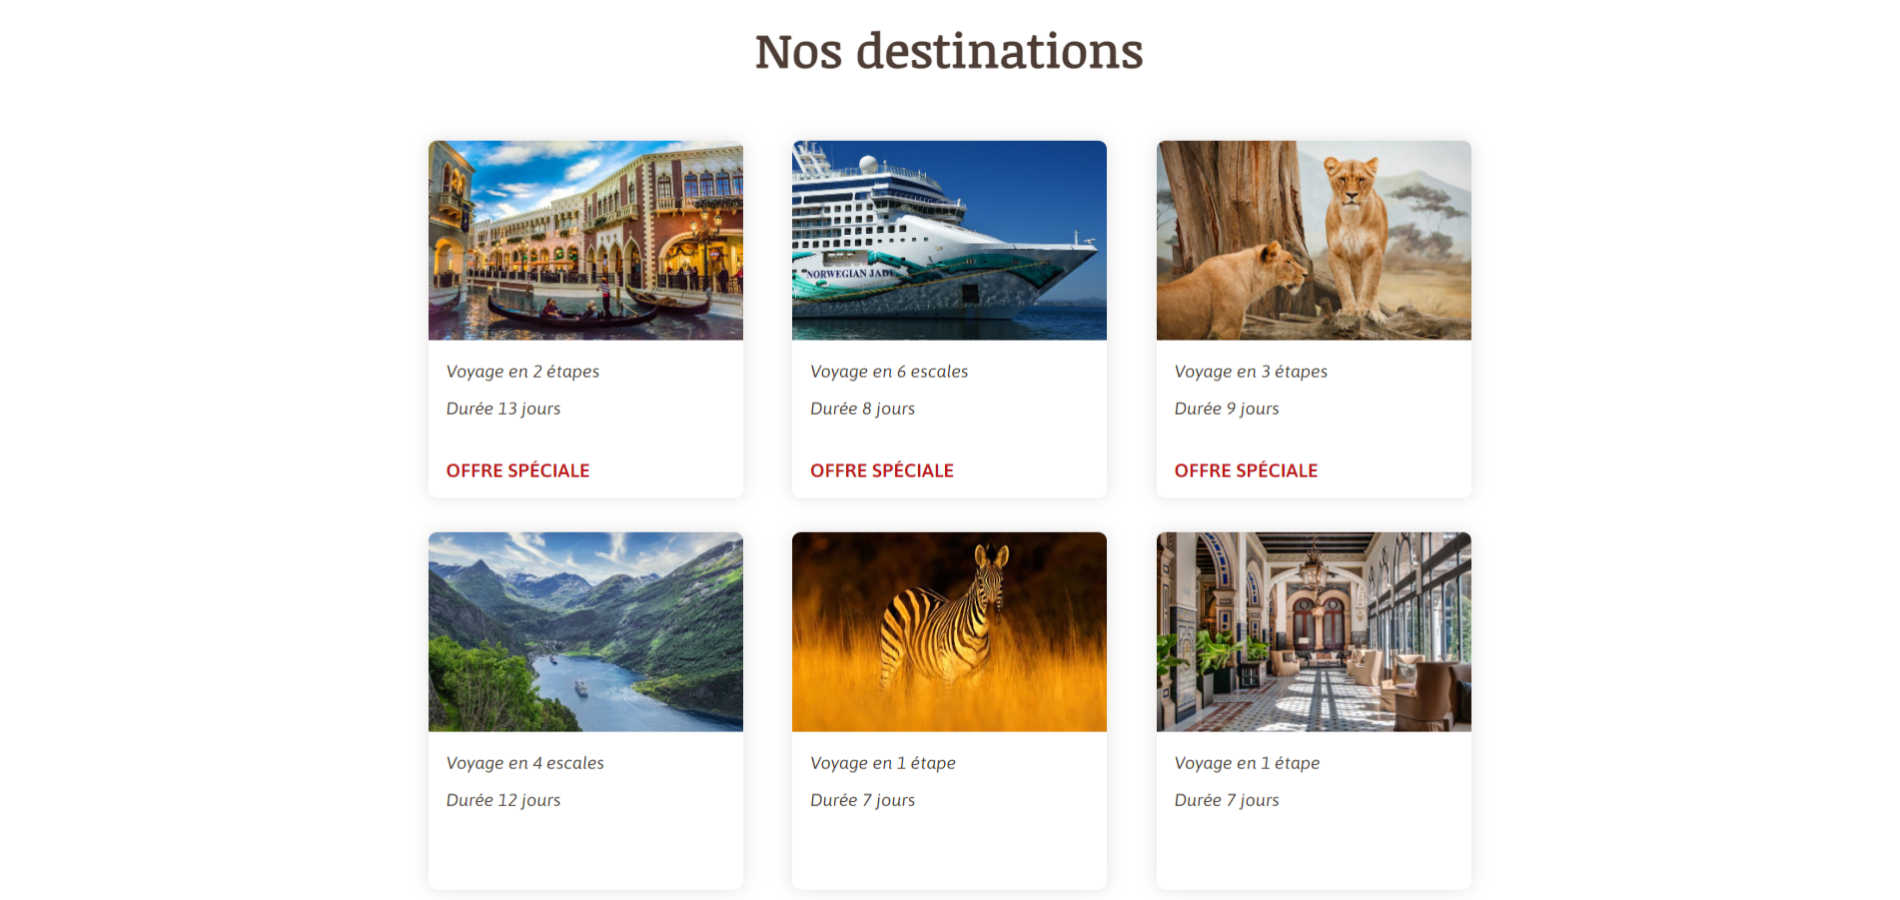 Nos destinations
NORWEGIAN JADE
Voyage en 2 étapes
Durée 13 jours
OFFRE SPÉCIALE
Voyage en 6 escales
Durée 8 jours
OFFRE SPÉCIALE
Voyage en 3 étapes
Durée 9 jours
OFFRE SPÉCIALE
Voyage en 4 escales
Durée 12 jours
Voyage en 1 étape
Durée 7 jours
Voyage en 1 étape
Durée 7 jours